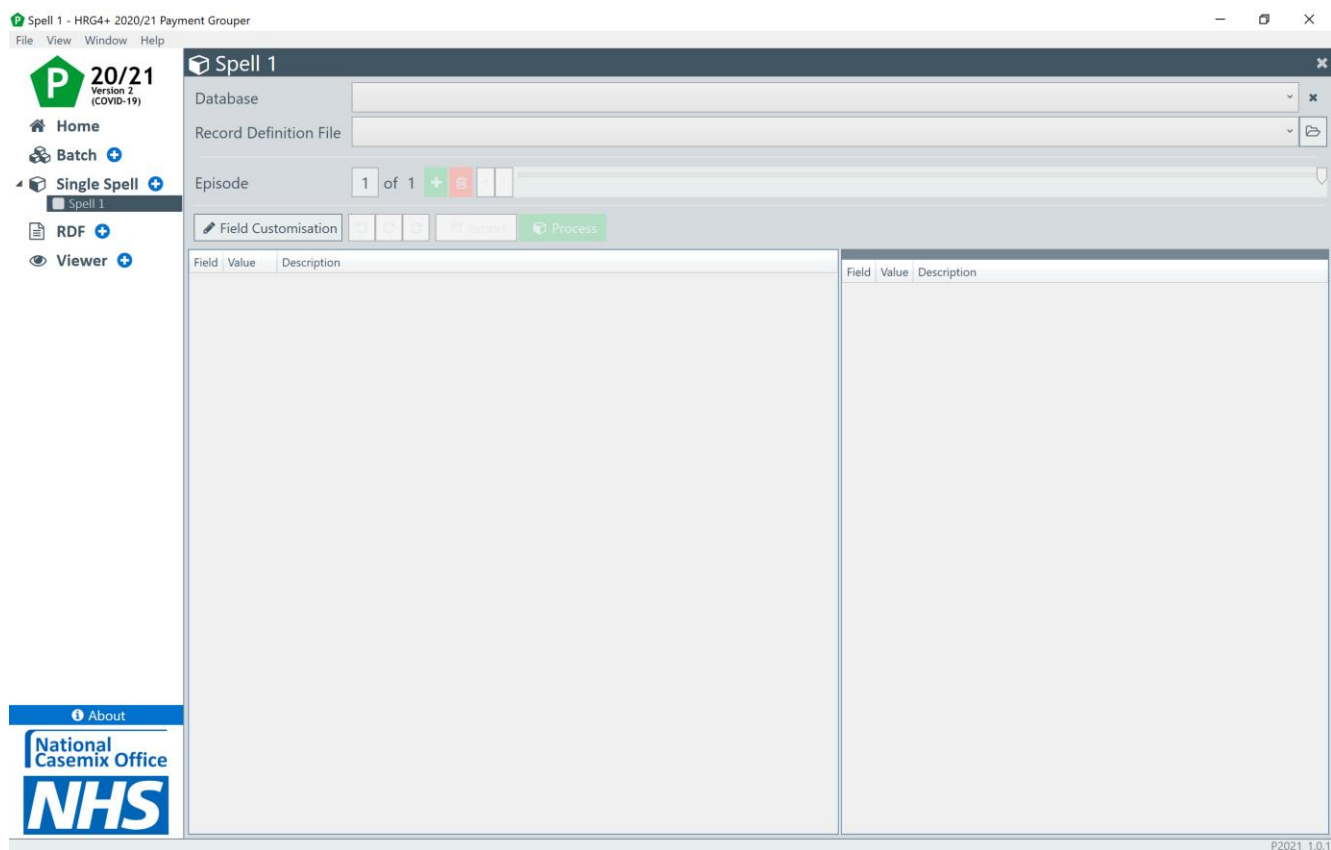 Spell 1 - HRG4+ 2020/21 Payment Grouper
File View Window Help
P 20/21
Version 2
(COVID-19)
Home
Batch
Single Spell
Spell 1
RDF
Viewer
Spell 1
Database
Record Definition File
Episode 1 of 1
Field Customisation Export Process
Field Value Description
Field Value Description
About
National
Casemix Office
NHS
P2021 1.0.1